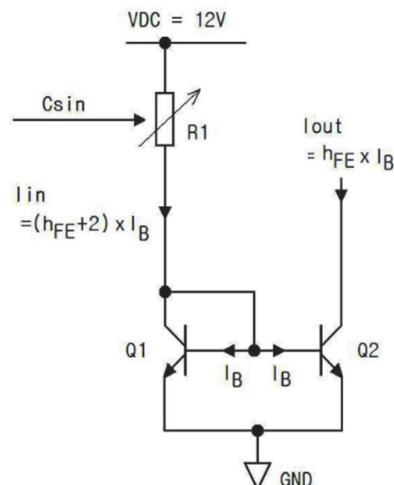 VDC = 12V
Csin
R1
Iout
= hFE x IB
Iin
=(hFE+2) x IB
Q1
IB
IB
Q2
GND